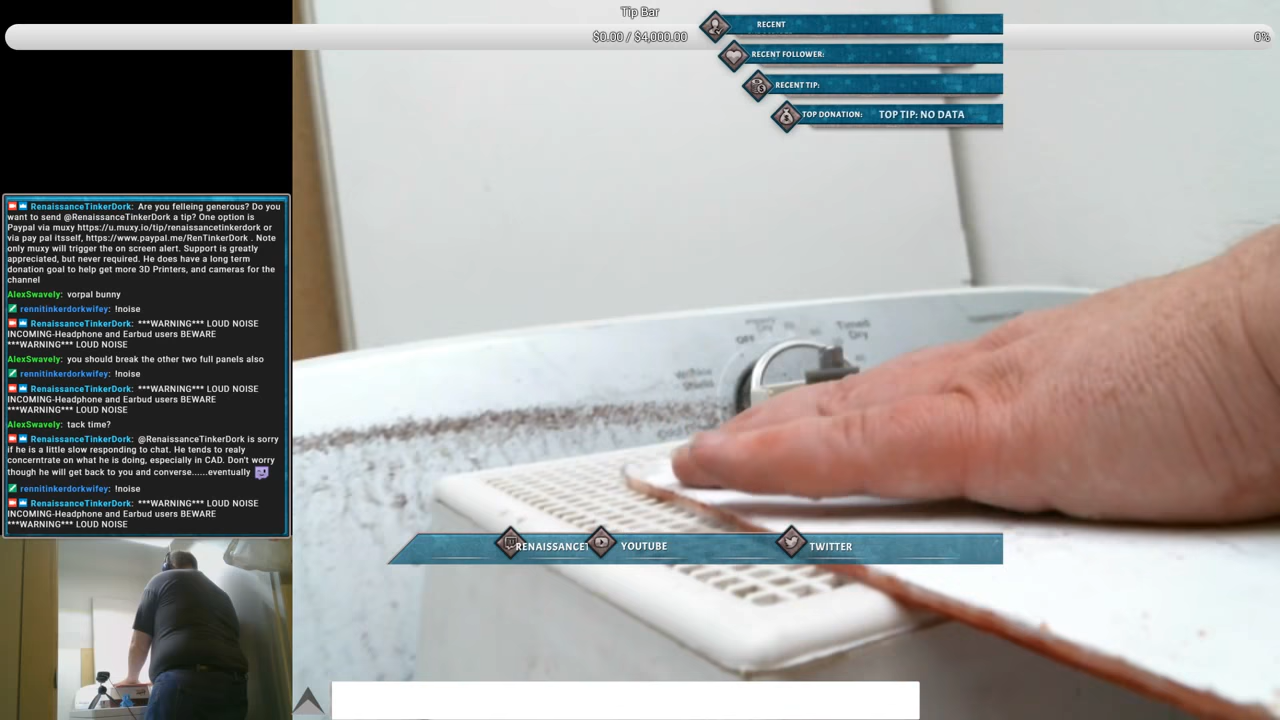 Tip Bar
$0.00 / $4,000.00
0%
RECENT
RECENT FOLLOWER:
RECENT TIP:
TOP DONATION: TOP TIP: NO DATA
RenaissanceTinkerDork: Are you felleing generous? Do you
want to send @RenaissanceTinkerDork a tip? One option is
Paypal via muxy https://u.muxy.io/tip/renaissancetinkerdork or
via pay pal itsself, https://www.paypal.me/RenTinkerDork . Note
only muxy will trigger the on screen alert. Support is greatly
appreciated, but never required. He does have a long term
donation goal to help get more 3D Printers, and cameras for the
channel
AlexSwavely: vorpal bunny
rennitinkerdorkwifey: !noise
RenaissanceTinkerDork: ***WARNING*** LOUD NOISE
INCOMING-Headphone and Earbud users BEWARE
***WARNING*** LOUD NOISE
AlexSwavely: you should break the other two full panels also
rennitinkerdorkwifey: !noise
RenaissanceTinkerDork: ***WARNING*** LOUD NOISE
INCOMING-Headphone and Earbud users BEWARE
***WARNING*** LOUD NOISE
AlexSwavely: tack time?
RenaissanceTinkerDork: @RenaissanceTinkerDork is sorry
if he is a little slow responding to chat. He tends to realy
concerntrate on what he is doing, especially in CAD. Don't worry
though he will get back to you and converse......eventually
rennitinkerdorkwifey: !noise
RenaissanceTinkerDork: ***WARNING*** LOUD NOISE
INCOMING-Headphone and Earbud users BEWARE
***WARNING*** LOUD NOISE
RENAISSANCET
YOUTUBE
TWITTER